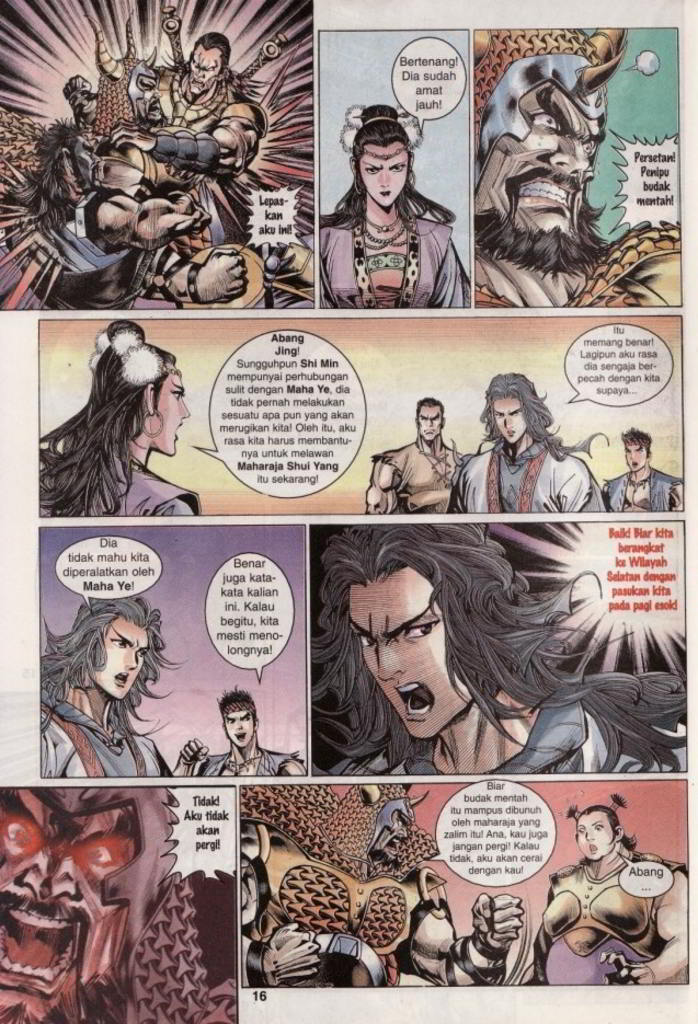 Lepas-
kan
aku ini!
Bertenang!
Dia sudah
amat
jauh!
Persetan!
Penipu
budak
mentah!
Abang
Jing!
Sungguhpun Shi Min
mempunyai perhubungan
sulit dengan Maha Ye, dia
tidak pernah melakukan
sesuatu apa pun yang akan
merugikan kita! Oleh itu, aku
rasa kita harus membantu-
nya untuk melawan
Maharaja Shui Yang
itu sekarang!
Itu
memang benar!
Lagipun aku rasa
dia sengaja ber-
pecah dengan kita
supaya...
Dia
tidak mahu kita
diperalatkan oleh
Maha Ye!
Benar
juga kata-
kata kalian
ini. Kalau
begitu, kita
mesti meno-
longnya!
Baik! Biar kita
berangkat
ke Wilayah
Selatan dengan
pasukan kita
pada pagi esok!
Tidak!
Aku tidak
akan
pergi!
Biar
budak mentah
itu mampus dibunuh
oleh maharaja yang
zalim itu! Ana, kau juga
jangan pergi! Kalau
tidak, aku akan cerai
dengan kau!
Abang
...
16